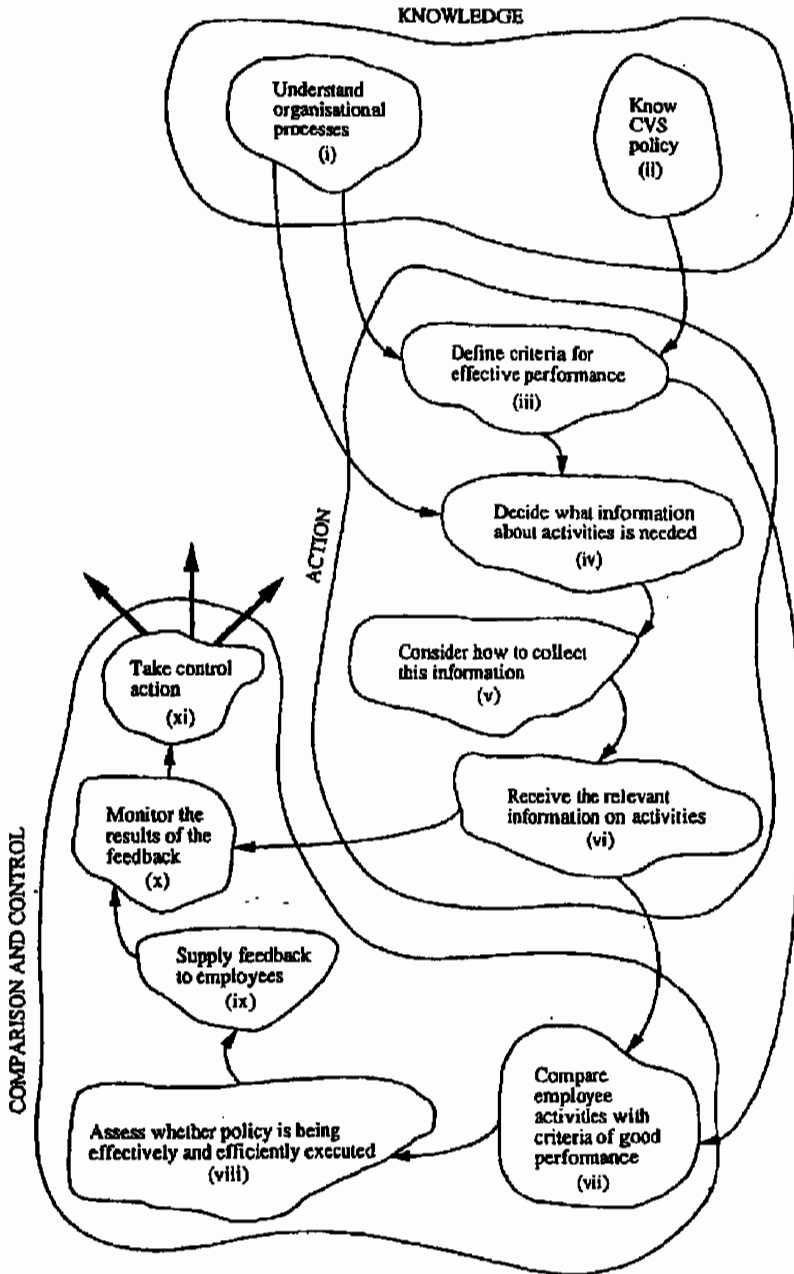 KNOWLEDGE
Understand
organisational
processes
(i)
Know
CVS
policy
(ii)
Define criteria for
effective performance
(iii)
Decide what information
about activities is needed
(iv)
ACTION
Consider how to collect
this information
(v)
Receive the relevant
information on activities
(vi)
Take control
action
(xi)
Monitor the
results of the
feedback
(x)
Supply feedback
to employees
(ix)
COMPARISON AND CONTROL
Assess whether policy is being
effectively and efficiently executed
(viii)
Compare
employee
activities with
criteria of good
performance
(vii)